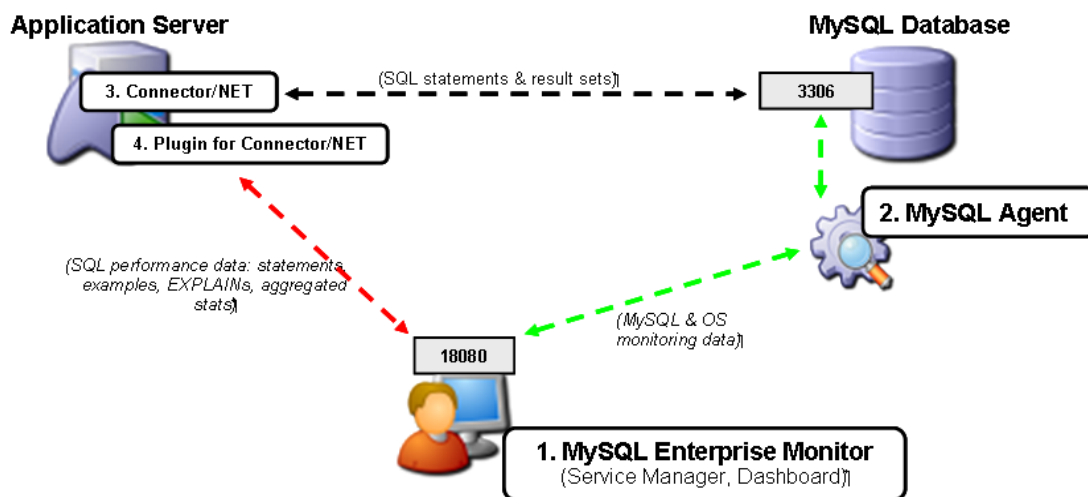 Application Server
MySQL Database
3. Connector/NET
4. Plugin for Connector/NET
(SQL statements & result sets)¶
3306
2. MySQL Agent
(SQL performance data: statements,
examples, EXPLAINs, aggregated
stats)¶
(MySQL & OS
monitoring data)¶
18080
1. MySQL Enterprise Monitor
(Service Manager, Dashboard)¶